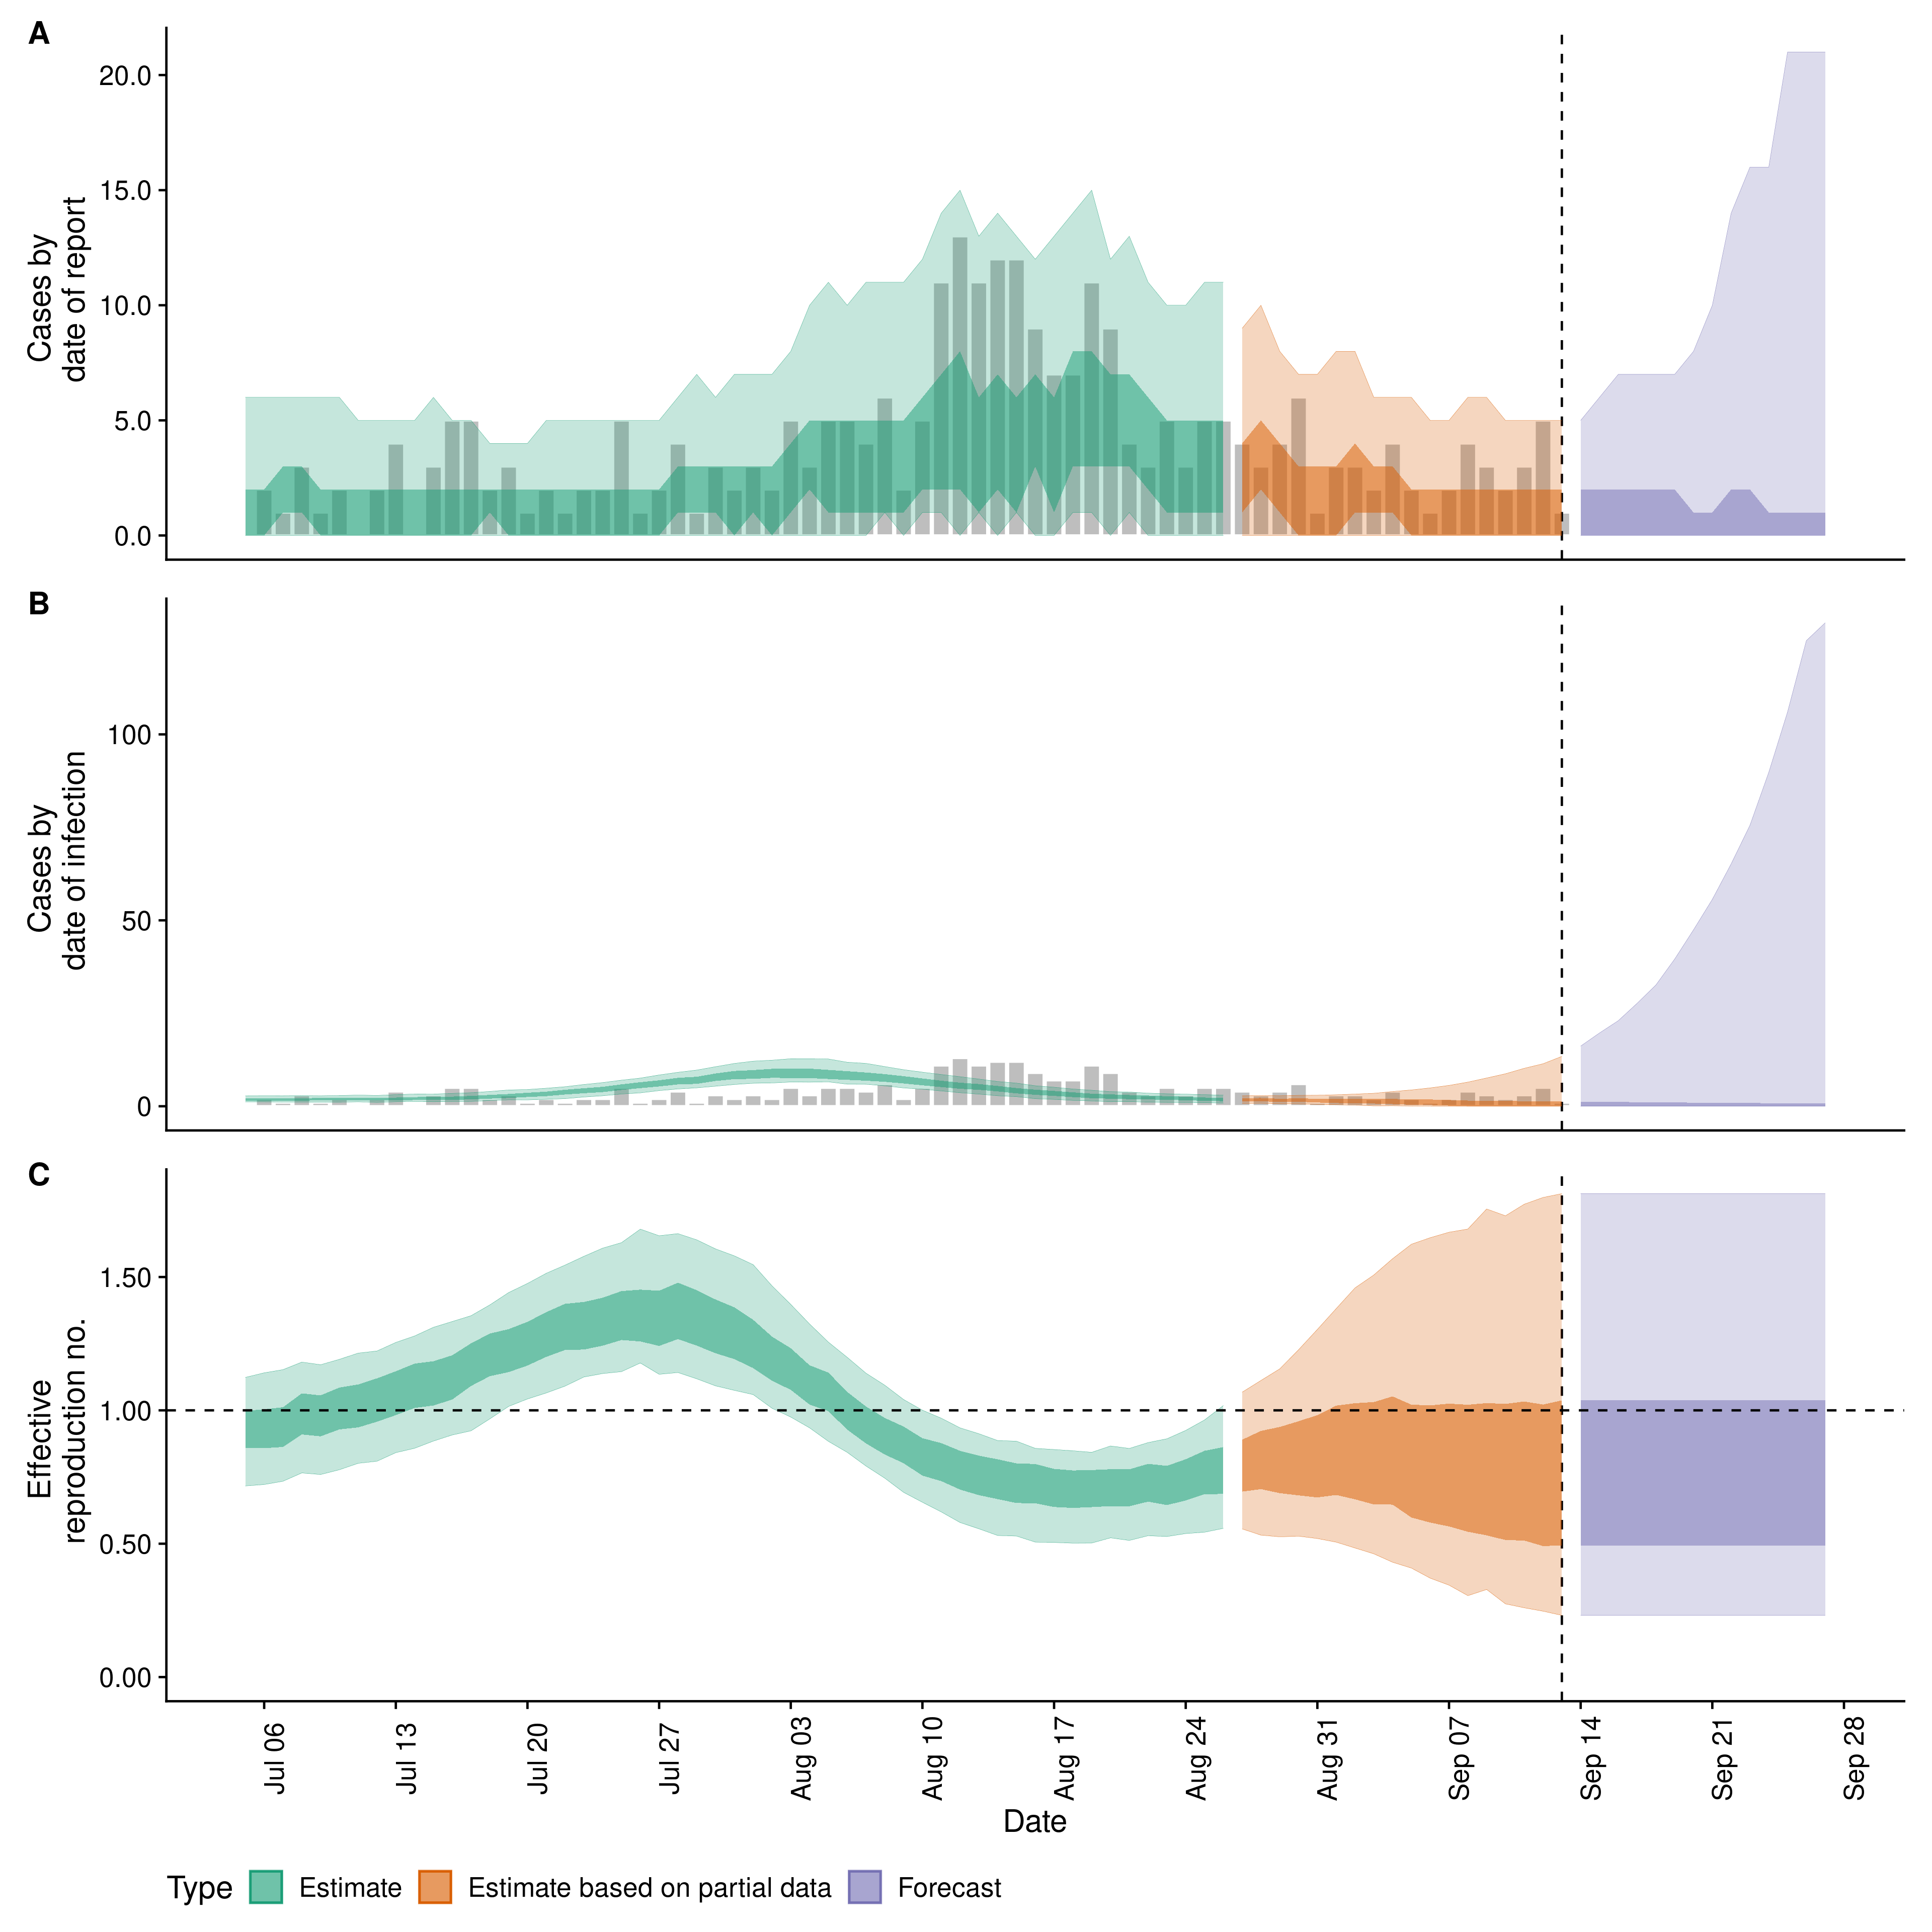 A
Cases by
date of report
20.0
15.0
10.0
5.0
0.0
B
Cases by
date of infection
100
50
0
C
Effective
reproduction no.
1.50
1.00
0.50
0.00
Jul 06
Jul 13
Jul 20
Jul 27
Aug 03
Aug 10
Aug 17
Aug 24
Aug 31
Sep 07
Sep 14
Sep 21
Sep 28
Date
Type Estimate Estimate based on partial data Forecast